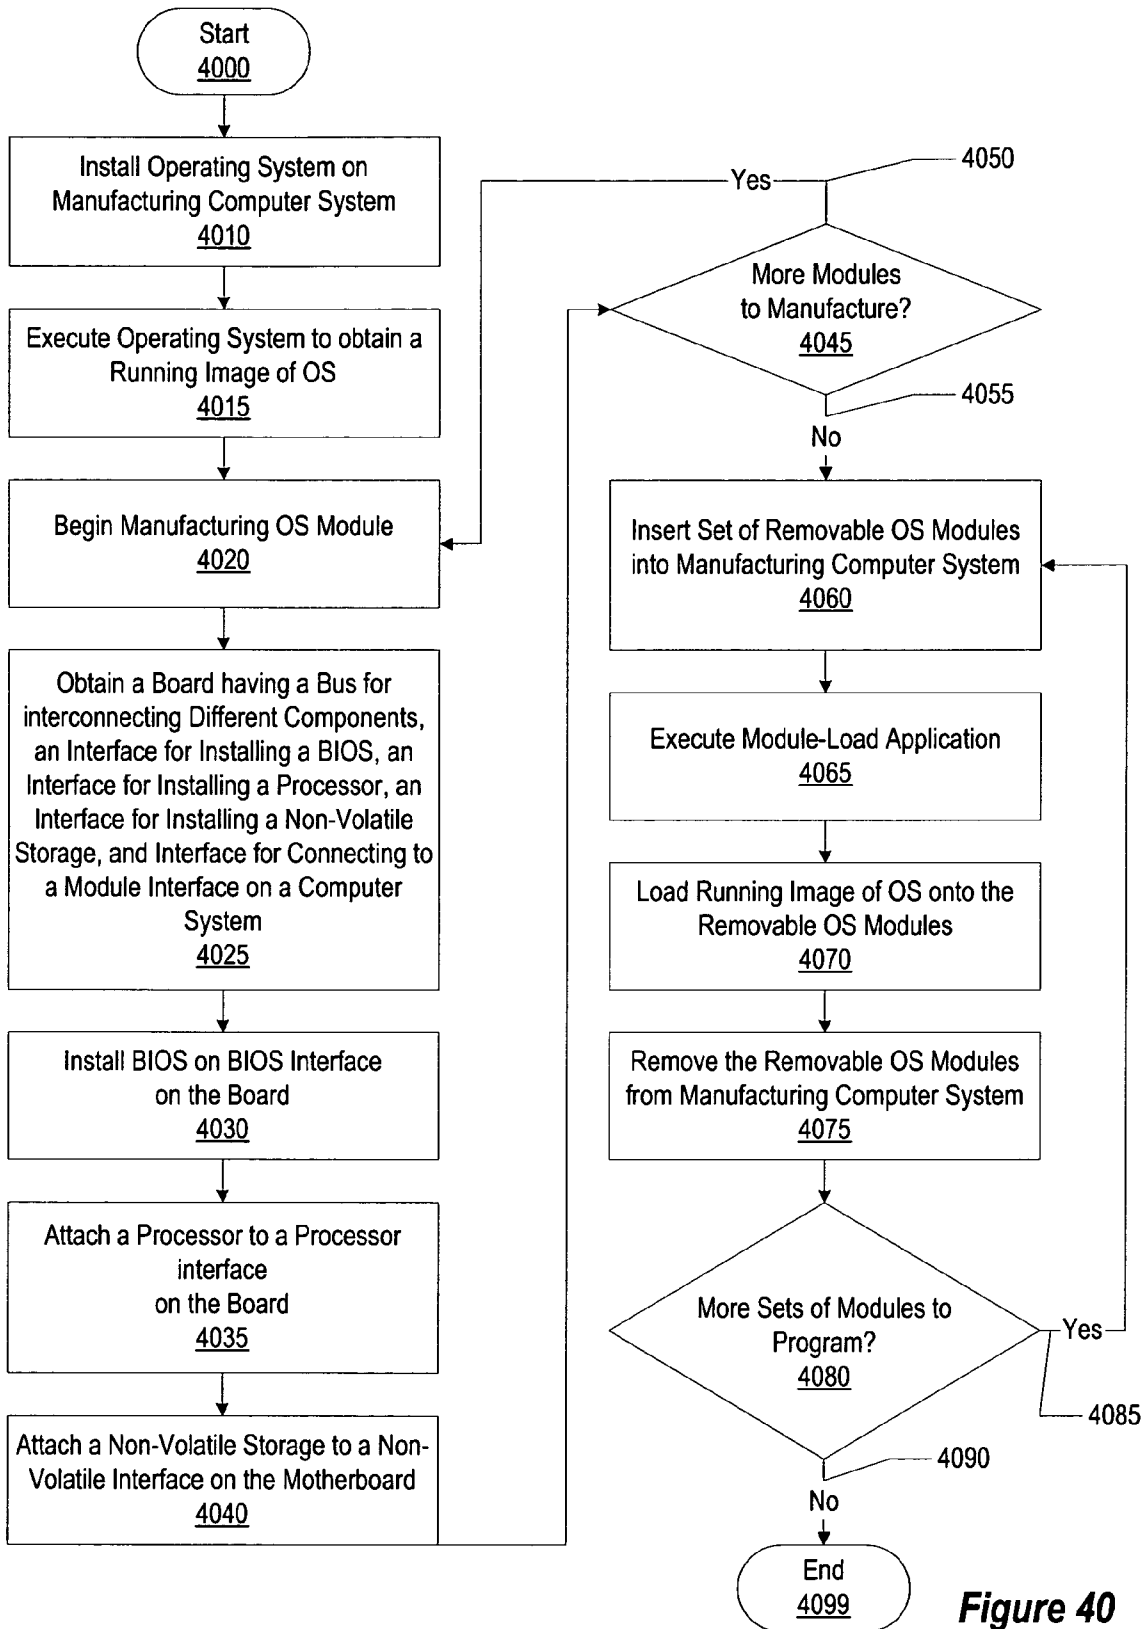 Start
4000
Install Operating System on
Manufacturing Computer System
4010
Execute Operating System to obtain a
Running Image of OS
4015
Begin Manufacturing OS Module
4020
Obtain a Board having a Bus for
interconnecting Different Components,
an Interface for Installing a BIOS, an
Interface for Installing a Processor, an
Interface for Installing a Non-Volatile
Storage, and Interface for Connecting to
a Module Interface on a Computer
System
4025
Install BIOS on BIOS Interface
on the Board
4030
Attach a Processor to a Processor
interface
on the Board
4035
Attach a Non-Volatile Storage to a Non-
Volatile Interface on the Motherboard
4040
4050
Yes
More Modules
to Manufacture?
4045
4055
No
Insert Set of Removable OS Modules
into Manufacturing Computer System
4060
Execute Module-Load Application
4065
Load Running Image of OS onto the
Removable OS Modules
4070
Remove the Removable OS Modules
from Manufacturing Computer System
4075
More Sets of Modules to
Program?
4080
Yes
4085
4090
No
End
4099
Figure 40